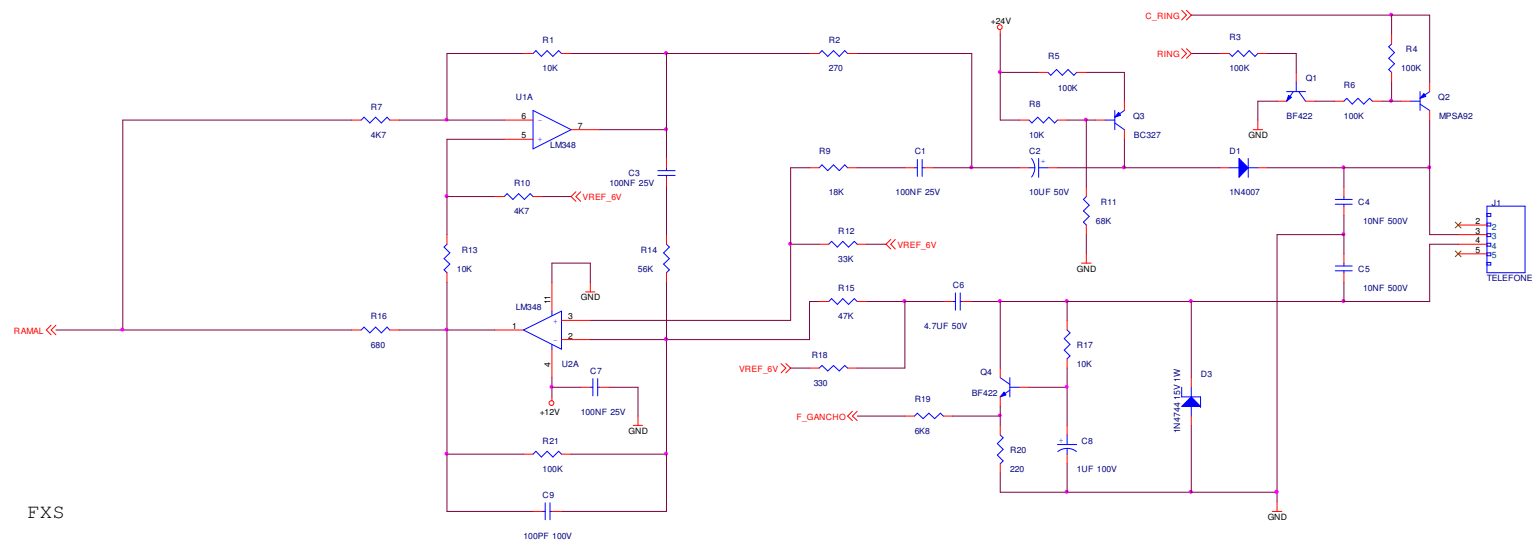 C_RING
+24V
R1
10K
R2
270
RING
R3
100K
R4
100K
R5
100K
Q1
BF422
R6
100K
Q2
MPSA92
GND
U1A
6
5
7
LM348
R7
4K7
R8
10K
Q3
BC327
C3
100NF 25V
R9
18K
C1
100NF 25V
C2
10UF 50V
D1
1N4007
R10
4K7
VREF_6V
R11
68K
GND
C4
10NF 500V
J1
2
3
4
5
2
3
4
5
TELEFONE
R13
10K
R14
56K
R12
33K
VREF_6V
C5
10NF 500V
GND
LM348
11
3
2
1
4
U2A
R15
47K
C6
4.7UF 50V
RAMAL
R16
680
R17
10K
R18
330
VREF_6V
C7
100NF 25V
+12V
GND
Q4
BF422
D3
1N4744 15V 1W
F_GANCHO
R19
6K8
R20
220
C8
1UF 100V
R21
100K
C9
100PF 100V
GND
FXS